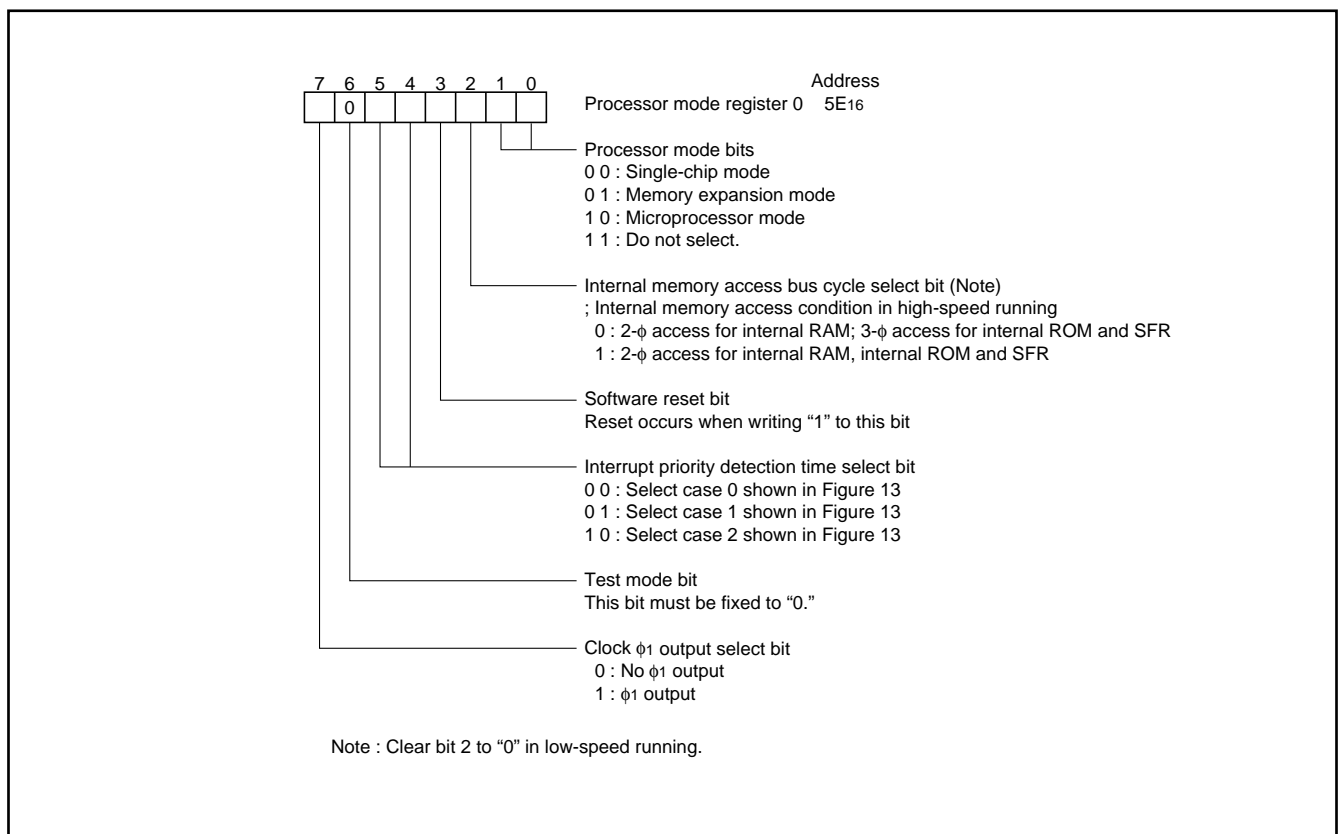 7 6 5 4 3 2 1 0
Address
0
Processor mode register 0 5E16
Processor mode bits
0 0 : Single-chip mode
0 1 : Memory expansion mode
1 0 : Microprocessor mode
1 1 : Do not select.
Internal memory access bus cycle select bit (Note)
; Internal memory access condition in high-speed running
0 : 2-ϕ access for internal RAM; 3-ϕ access for internal ROM and SFR
1 : 2-ϕ access for internal RAM, internal ROM and SFR
Software reset bit
Reset occurs when writing “1” to this bit
Interrupt priority detection time select bit
0 0 : Select case 0 shown in Figure 13
0 1 : Select case 1 shown in Figure 13
1 0 : Select case 2 shown in Figure 13
Test mode bit
This bit must be fixed to “0.”
Clock ϕ1 output select bit
0 : No ϕ1 output
1 : ϕ1 output
Note : Clear bit 2 to “0” in low-speed running.